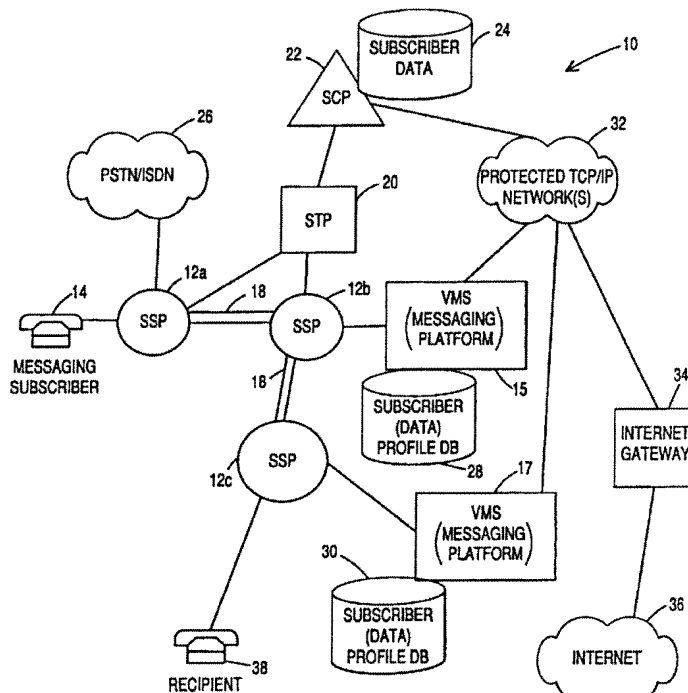 SUBSCRIBER
DATA
24
22
SCP
10
26
PSTN/ISDN
32
PROTECTED TCP/IP
NETWORK(S)
20
STP
12a
14
SSP
18
12b
SSP
VMS
(MESSAGING
PLATFORM)
MESSAGING
SUBSCRIBER
18
15
34
SUBSCRIBER
(DATA)
PROFILE DB
INTERNET
GATEWAY
SSP
12c
28
17
VMS
(MESSAGING
PLATFORM)
30
SUBSCRIBER
(DATA)
PROFILE DB
36
38
INTERNET
RECIPIENT